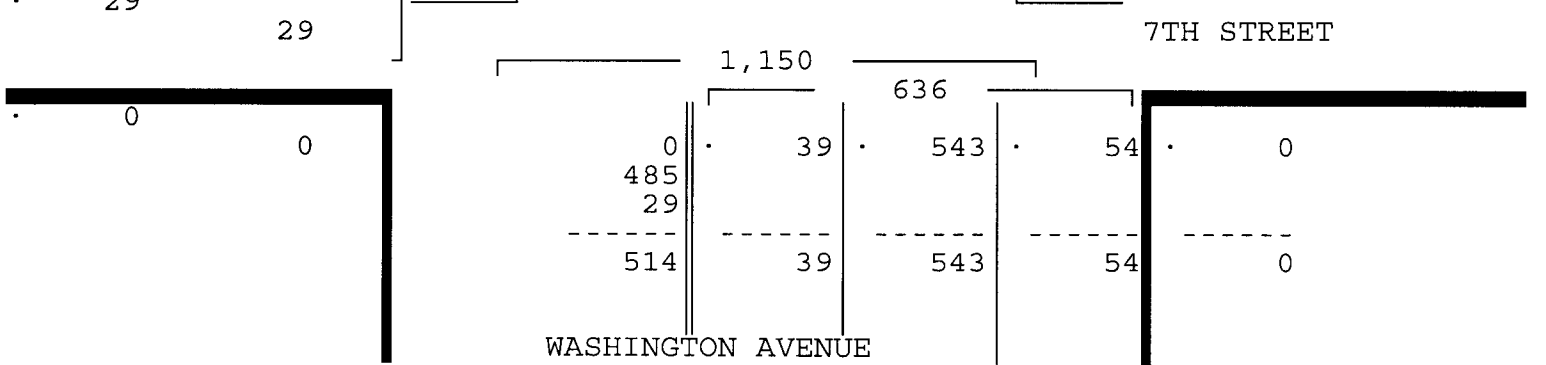 · 29
29
7TH STREET
1,150
636
· 0
0 0 · 39 · 543 · 54 · 0
485
29
------ ------ ------ ------ ------
514 39 543 54 0
WASHINGTON AVENUE